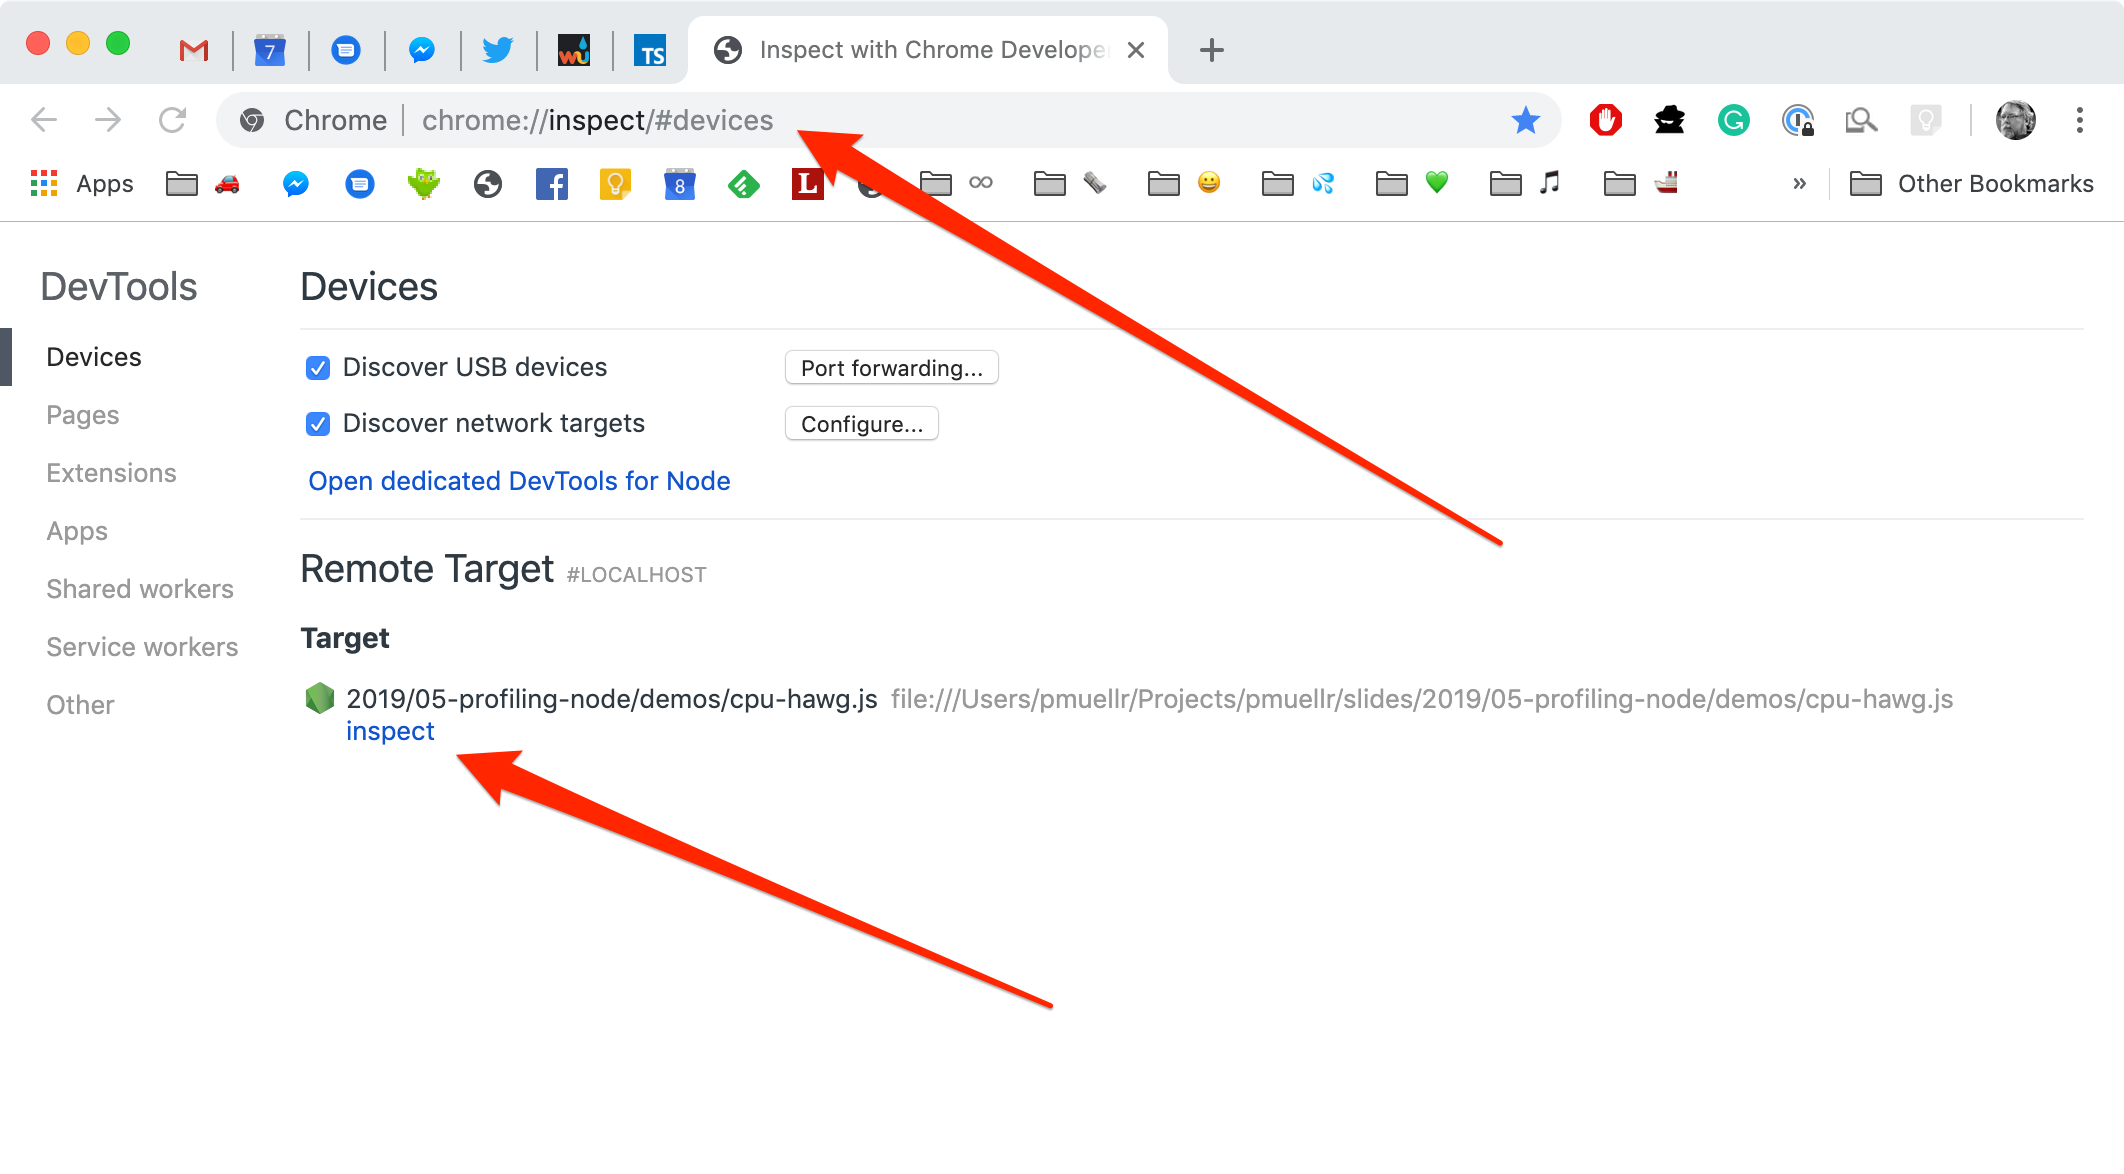 7
TS
Inspect with Chrome Develope
Chrome chrome://inspect/#devices
Apps 8 L Other Bookmarks
DevTools
Devices
Pages
Extensions
Apps
Shared workers
Service workers
Other
Devices
Discover USB devices Port forwarding...
Discover network targets Configure...
Open dedicated DevTools for Node
Remote Target #LOCALHOST
Target
2019/05-profiling-node/demos/cpu-hawg.js file:///Users/pmuellr/Projects/pmuellr/slides/2019/05-profiling-node/demos/cpu-hawg.js
inspect